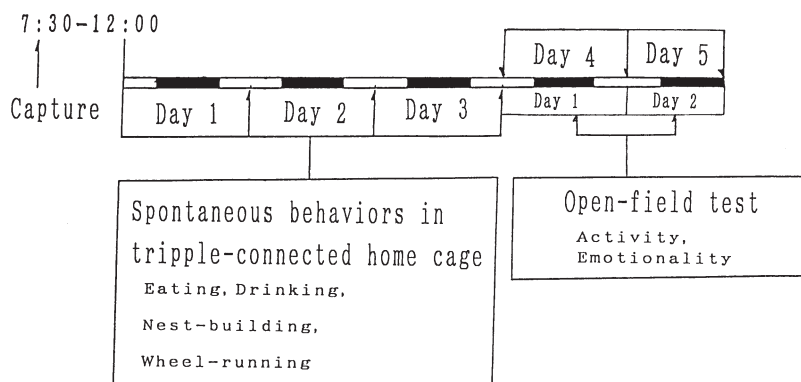 7:30-12:00
Capture
Day 4 Day 5
Day 1 Day 2 Day 3 Day 1 Day 2
Spontaneous behaviors in
tripple-connected home cage
Eating, Drinking,
Nest-building,
Wheel-running
Open-field test
Activity,
Emotionality